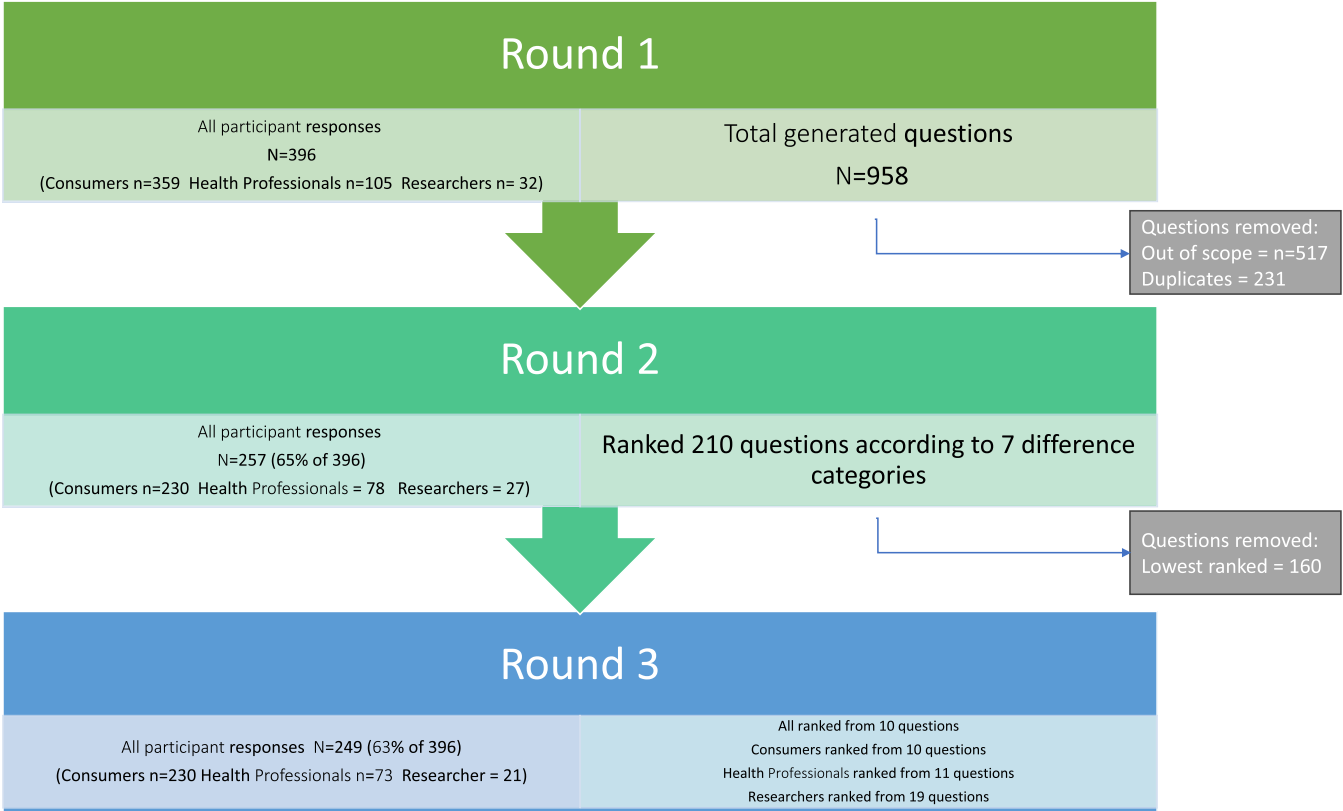 Round 1
All participant responses
N=396
(Consumers n=359 Health Professionals n=105 Researchers n= 32)
Total generated questions
N=958
Questions removed:
Out of scope = n=517
Duplicates = 231
Round 2
All participant responses
N=257 (65% of 396)
(Consumers n=230 Health Professionals = 78 Researchers = 27)
Ranked 210 questions according to 7 difference
categories
Questions removed:
Lowest ranked = 160
Round 3
All participant responses N=249 (63% of 396)
(Consumers n=230 Health Professionals n=73 Researcher = 21)
All ranked from 10 questions
Consumers ranked from 10 questions
Health Professionals ranked from 11 questions
Researchers ranked from 19 questions